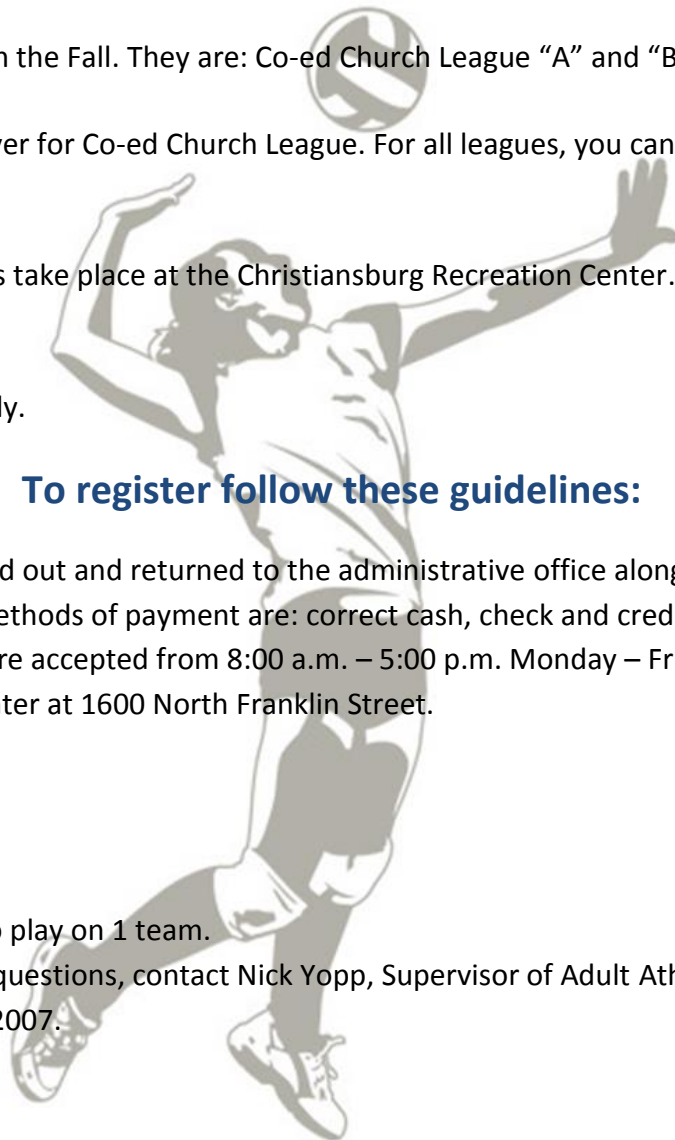 n the Fall. They are: Co-ed Church League “A” and “B
ver for Co-ed Church League. For all leagues, you can
s take place at the Christiansburg Recreation Center.
ly.
To register follow these guidelines:
d out and returned to the administrative office along
ethods of payment are: correct cash, check and cred
re accepted from 8:00 a.m. – 5:00 p.m. Monday – Fr
nter at 1600 North Franklin Street.
o play on 1 team.
questions, contact Nick Yopp, Supervisor of Adult Ath
2007.